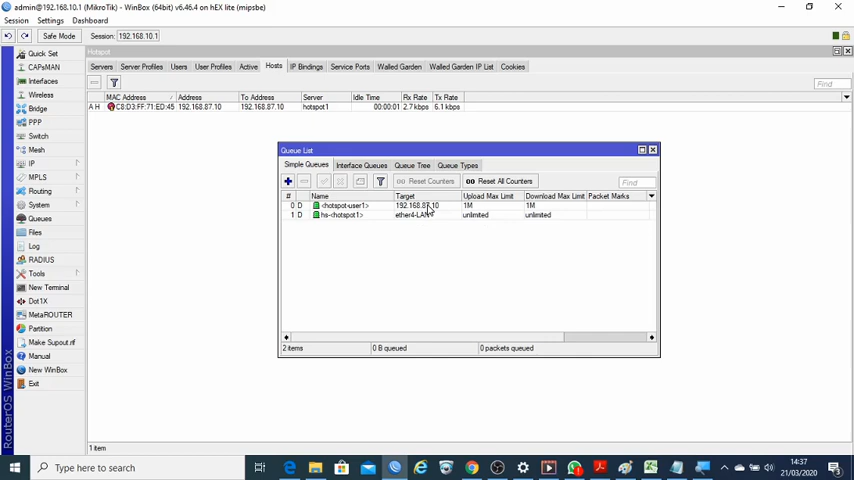 admin@192.168.10.1 (MikroTik) - WinBox (64bit) v6.46.4 on hEX lite (mipsbe)
Session Settings Dashboard
Safe Mode Session: 192.168.10.1
Quick Set
CAPsMAN
Interfaces
Wireless
Bridge
PPP
Switch
Mesh
IP
MPLS
Routing
System
Queues
Files
Log
RADIUS
Tools
New Terminal
Dot1X
MetaROUTER
Partition
Make Supout.rif
Manual
New WinBox
Exit
RouterOS WinBox
Hotspot
Servers Server Profiles Users User Profiles Active Hosts IP Bindings Service Ports Walled Garden Walled Garden IP List Cookies
Find
MAC Address Address To Address Server Idle Time Rx Rate Tx Rate
A H C8:D3:FF:71:ED:45 192.168.87.10 192.168.87.10 hotspot1 00:00:01 2.7 kbps 6.1 kbps
1 item
Queue List
Simple Queues Interface Queues Queue Tree Queue Types
00 Reset Counters 00 Reset All Counters Find
# Name Target Upload Max Limit Download Max Limit Packet Marks
0 D <hotspot-user1> 192.168.87.10 1M 1M
1 D hs-<hotspot1> ether4-LAN unlimited unlimited
2 items 0 B queued 0 packets queued
Type here to search
14:37
21/03/2020
3